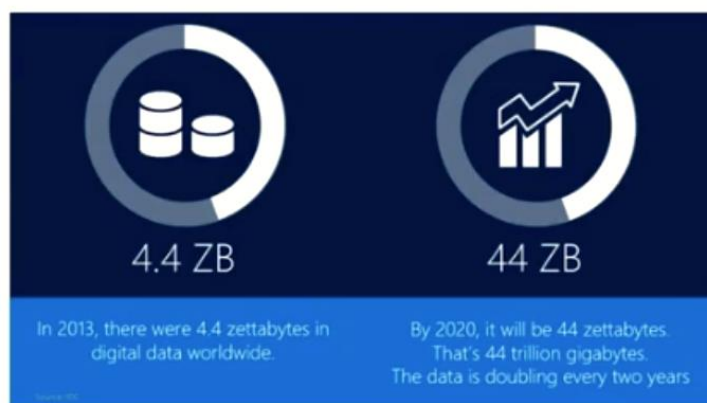 4.4 ZB
44 ZB
In 2013, there were 4.4 zettabytes in
digital data worldwide.
By 2020, it will be 44 zettabytes.
That's 44 trillion gigabytes.
The data is doubling every two years